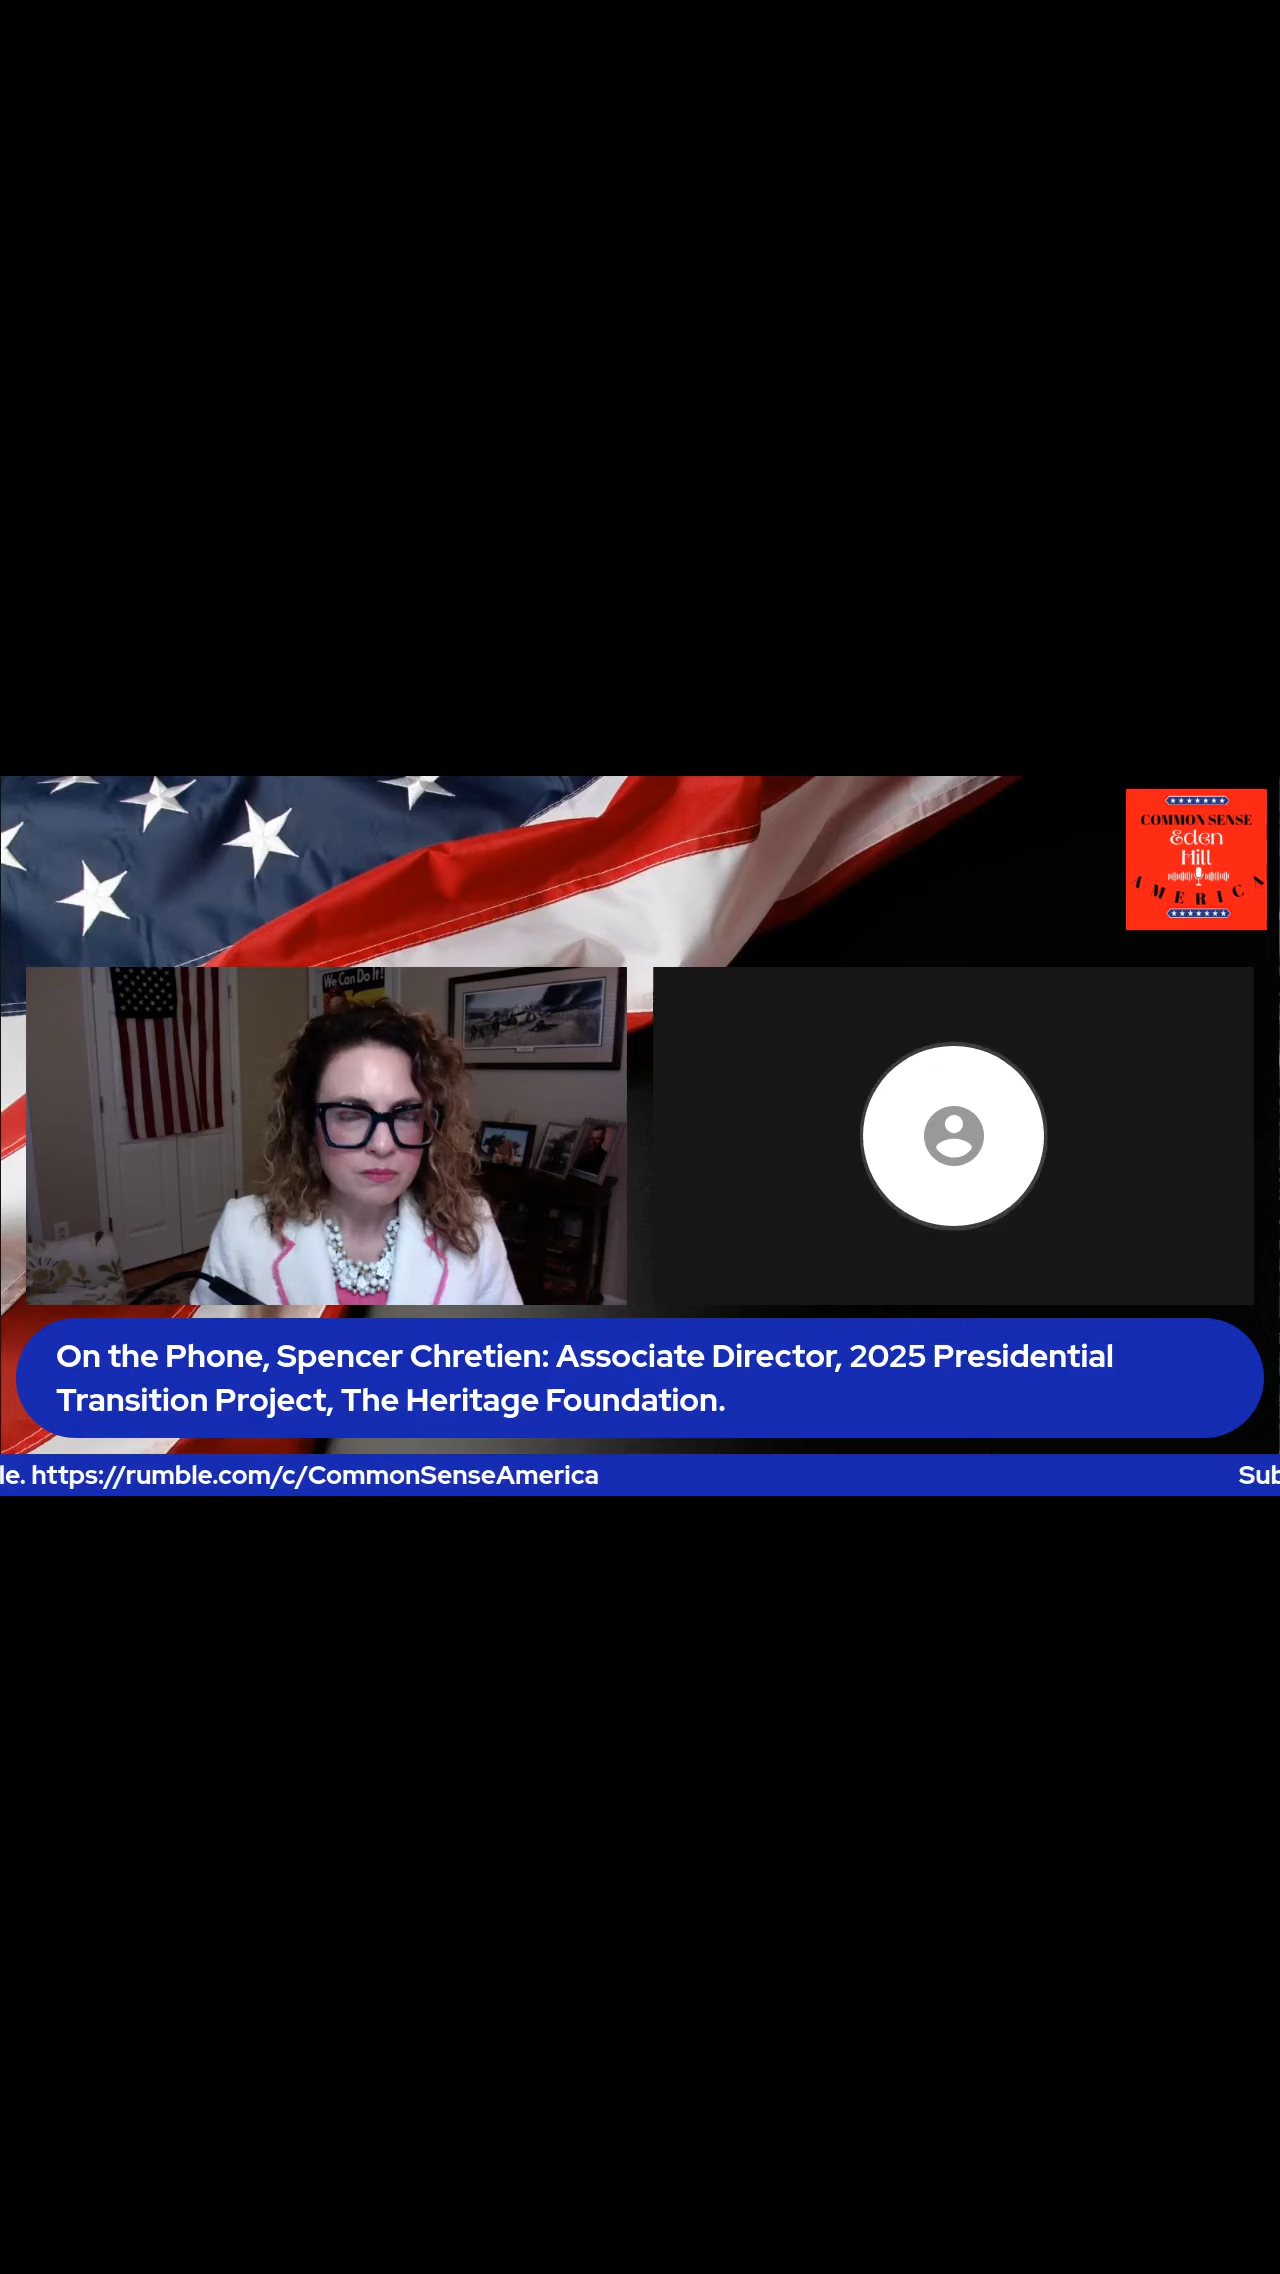 COMMON SENSE
Eden
Hill
AMERICA
We Can Do It!
On the Phone, Spencer Chretien: Associate Director, 2025 Presidential
Transition Project, The Heritage Foundation.
le. https://rumble.com/c/CommonSenseAmerica Sub